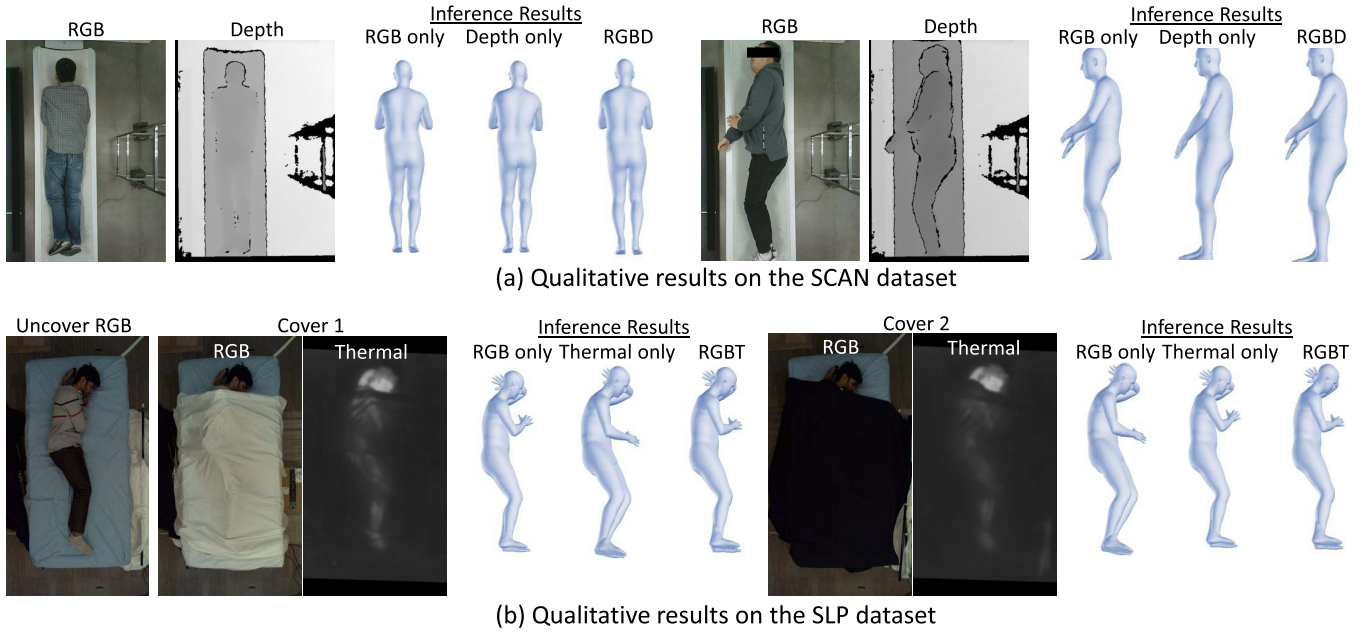 Inference Results
RGB Depth RGB only Depth only RGBD
Inference Results
RGB Depth RGB only Depth only RGBD
(a) Qualitative results on the SCAN dataset
Uncover RGB Cover 1 Inference Results
RGB Thermal RGB only Thermal only RGBT
Cover 2 Inference Results
RGB Thermal RGB only Thermal only RGBT
(b) Qualitative results on the SLP dataset